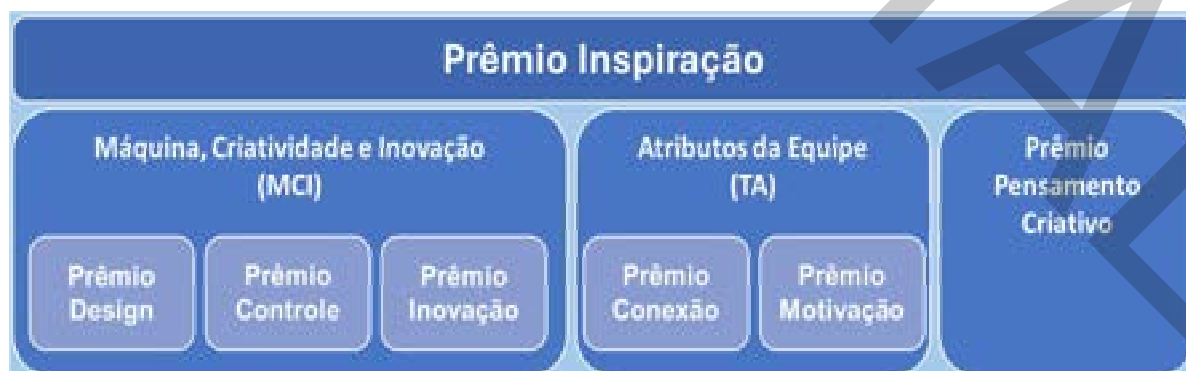 Prêmio Inspiração
Máquina, Criatividade e Inovação
(MCI)
Prêmio
Design
Prêmio
Controle
Prêmio
Inovação
Atributos da Equipe
(TA)
Prêmio
Conexão
Prêmio
Motivação
Prêmio
Pensamento
Criativo